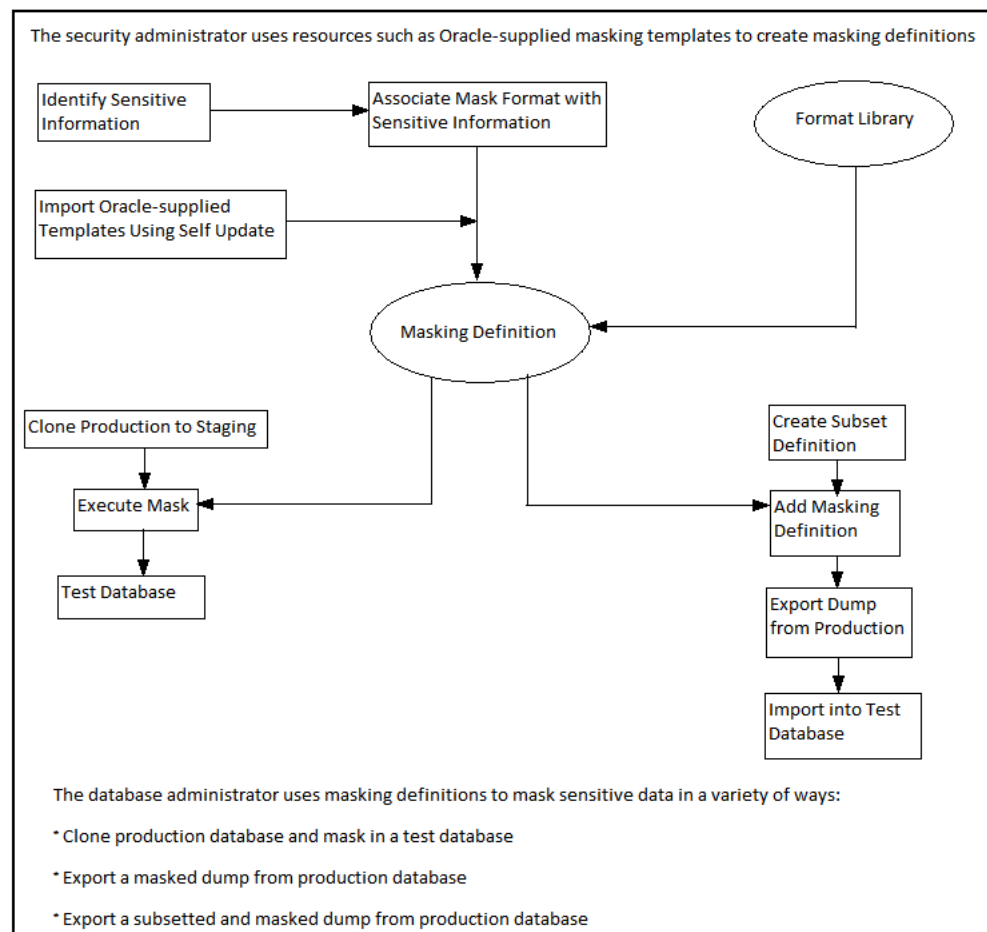 The security administrator uses resources such as Oracle-supplied masking templates to create masking definitions
Identify Sensitive
Information
Associate Mask Format with
Sensitive Information
Format Library
Import Oracle-supplied
Templates Using Self Update
Masking Definition
Clone Production to Staging
Execute Mask
Test Database
Create Subset
Definition
Add Masking
Definition
Export Dump
from Production
Import into Test
Database
The database administrator uses masking definitions to mask sensitive data in a variety of ways:
* Clone production database and mask in a test database
* Export a masked dump from production database
* Export a subsetted and masked dump from production database